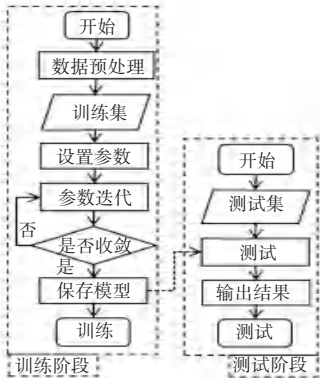 开始
数据预处理
训练集
设置参数
参数迭代
否
是否收敛
是
保存模型
训练
训练阶段
开始
测试集
测试
输出结果
测试
测试阶段